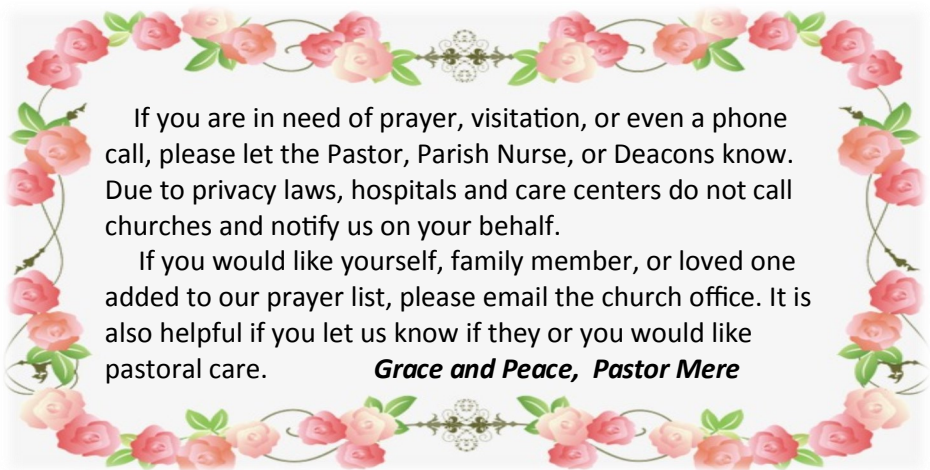 If you are in need of prayer, visitation, or even a phone
call, please let the Pastor, Parish Nurse, or Deacons know.
Due to privacy laws, hospitals and care centers do not call
churches and notify us on your behalf.
If you would like yourself, family member, or loved one
added to our prayer list, please email the church office. It is
also helpful if you let us know if they or you would like
pastoral care. Grace and Peace, Pastor Mere